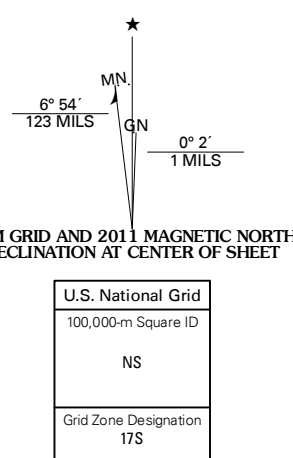 MN.
6° 54´
123 MILS
GN
0° 2´
1 MILS
GRID AND 2011 MAGNETIC NORTH
AT CENTER OF SHEET
U.S. National Grid
100,000-m Square ID
NS
Grid Zone Designation
17S